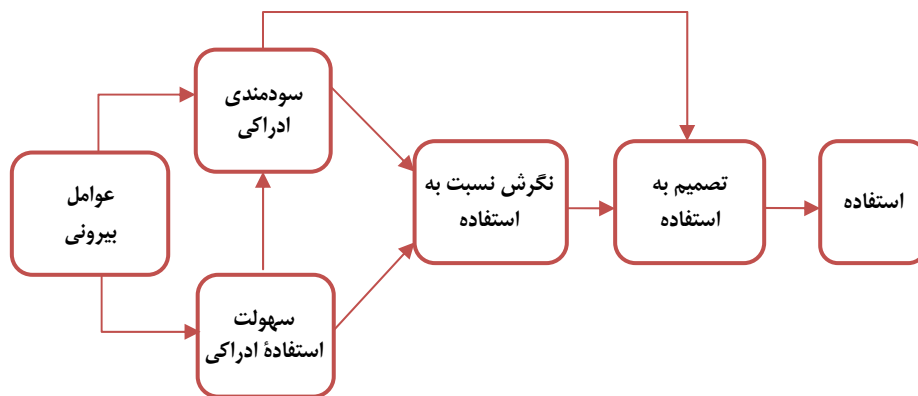 سودمندی
ادراکی
عوامل
بیرونی
نگرش نسبت به
استفاده
تصمیم به
استفاده
استفاده
سهولت
استفادهٔ ادراکی